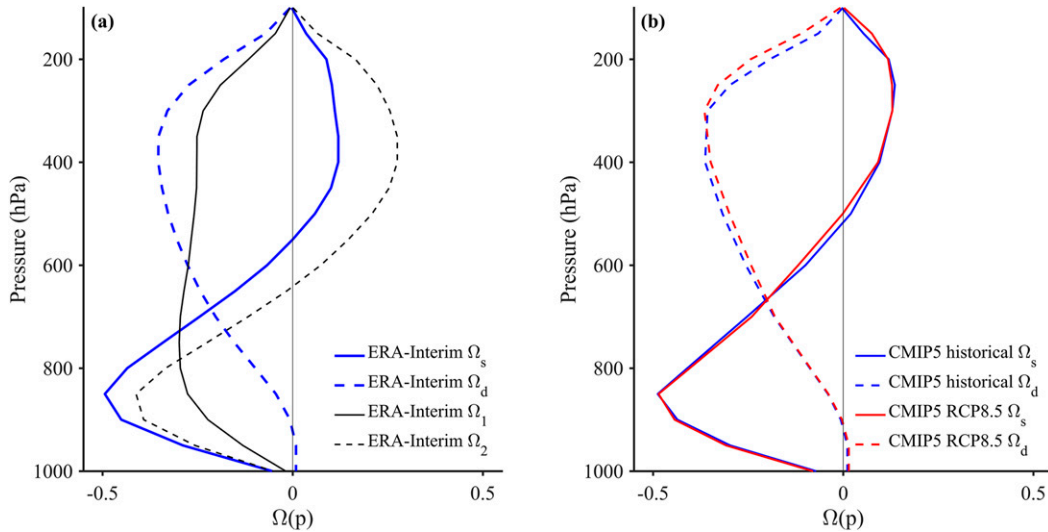 (a)
200
400
600
800
1000
Pressure (hPa)
-0.5
0
0.5
Ω(p)
ERA-Interim Ωs
ERA-Interim Ωd
ERA-Interim Ω1
ERA-Interim Ω2
(b)
200
400
600
800
1000
Pressure (hPa)
-0.5
0
0.5
Ω(p)
CMIP5 historical Ωs
CMIP5 historical Ωd
CMIP5 RCP8.5 Ωs
CMIP5 RCP8.5 Ωd